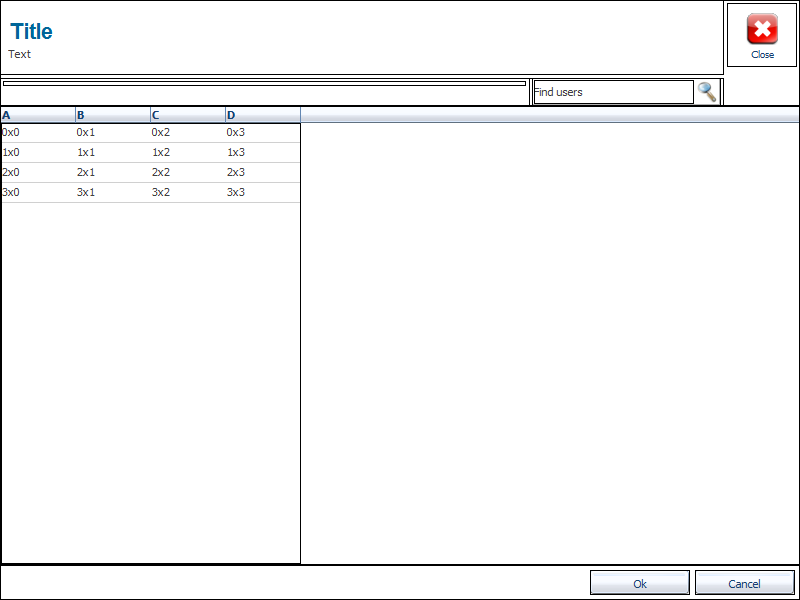 Title
Text
Close
Find users
A B C D
0x0 0x1 0x2 0x3
1x0 1x1 1x2 1x3
2x0 2x1 2x2 2x3
3x0 3x1 3x2 3x3
Ok Cancel